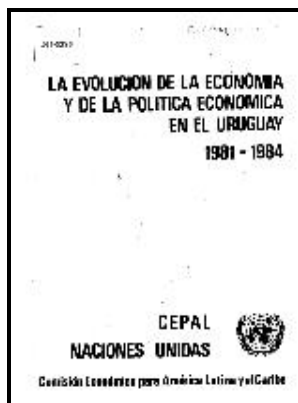 LA EVOLUCION DE LA ECONOMIA
Y DE LA POLITICA ECONOMICA
EN EL URUGUAY
1981 - 1984
CEPAL
NACIONES UNIDAS
Comisión Económica para América Latina y el Caribe